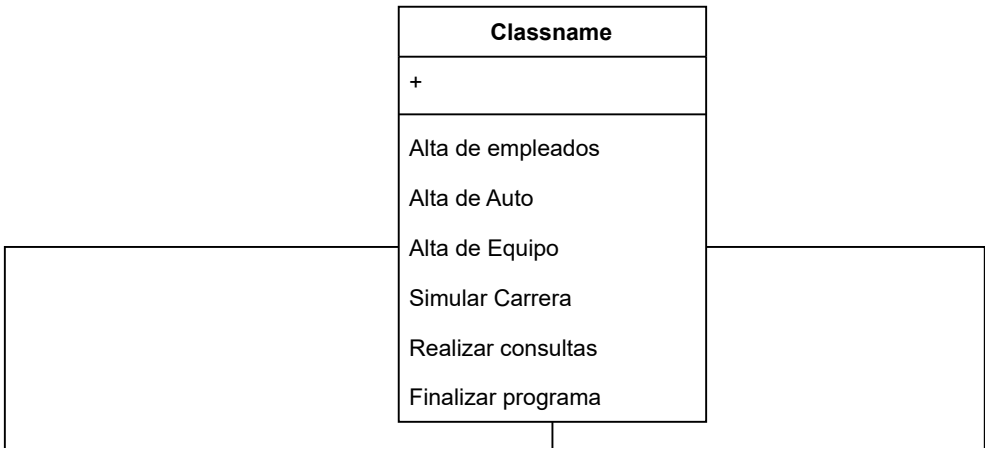 Classname
+
Alta de empleados
Alta de Auto
Alta de Equipo
Simular Carrera
Realizar consultas
Finalizar programa